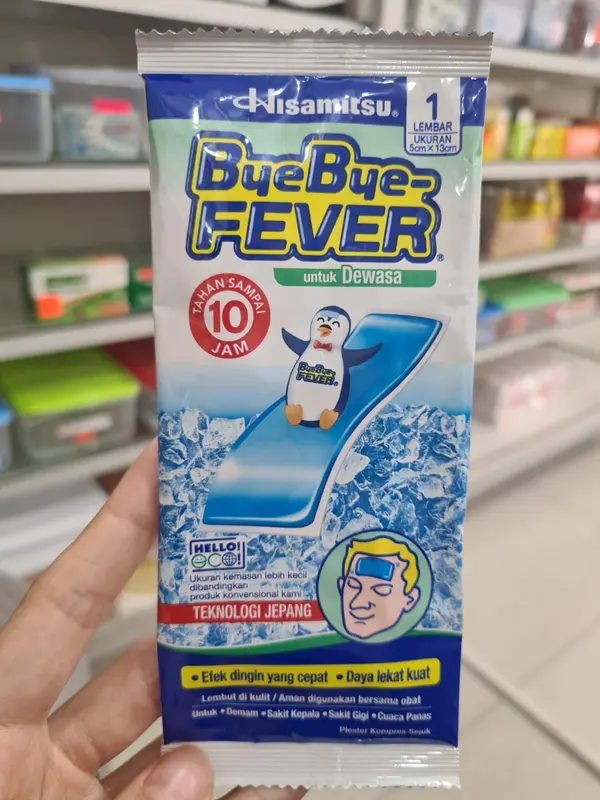 Hisamitsu®
1
LEMBAR
UKURAN
5cm x 13cm
ByeBye-
FEVER®
untuk Dewasa
TAHAN SAMPAI
10
JAM
ByeBye-
FEVER®
HELLO!
eco!
Ukuran kemasan lebih kecil
dibandingkan
produk konvensional kami
TEKNOLOGI JEPANG
• Efek dingin yang cepat • Daya lekat kuat
Lembut di kulit / Aman digunakan bersama obat
Untuk • Demam • Sakit Kepala • Sakit Gigi • Cuaca Panas
Plester Kompres Sejuk